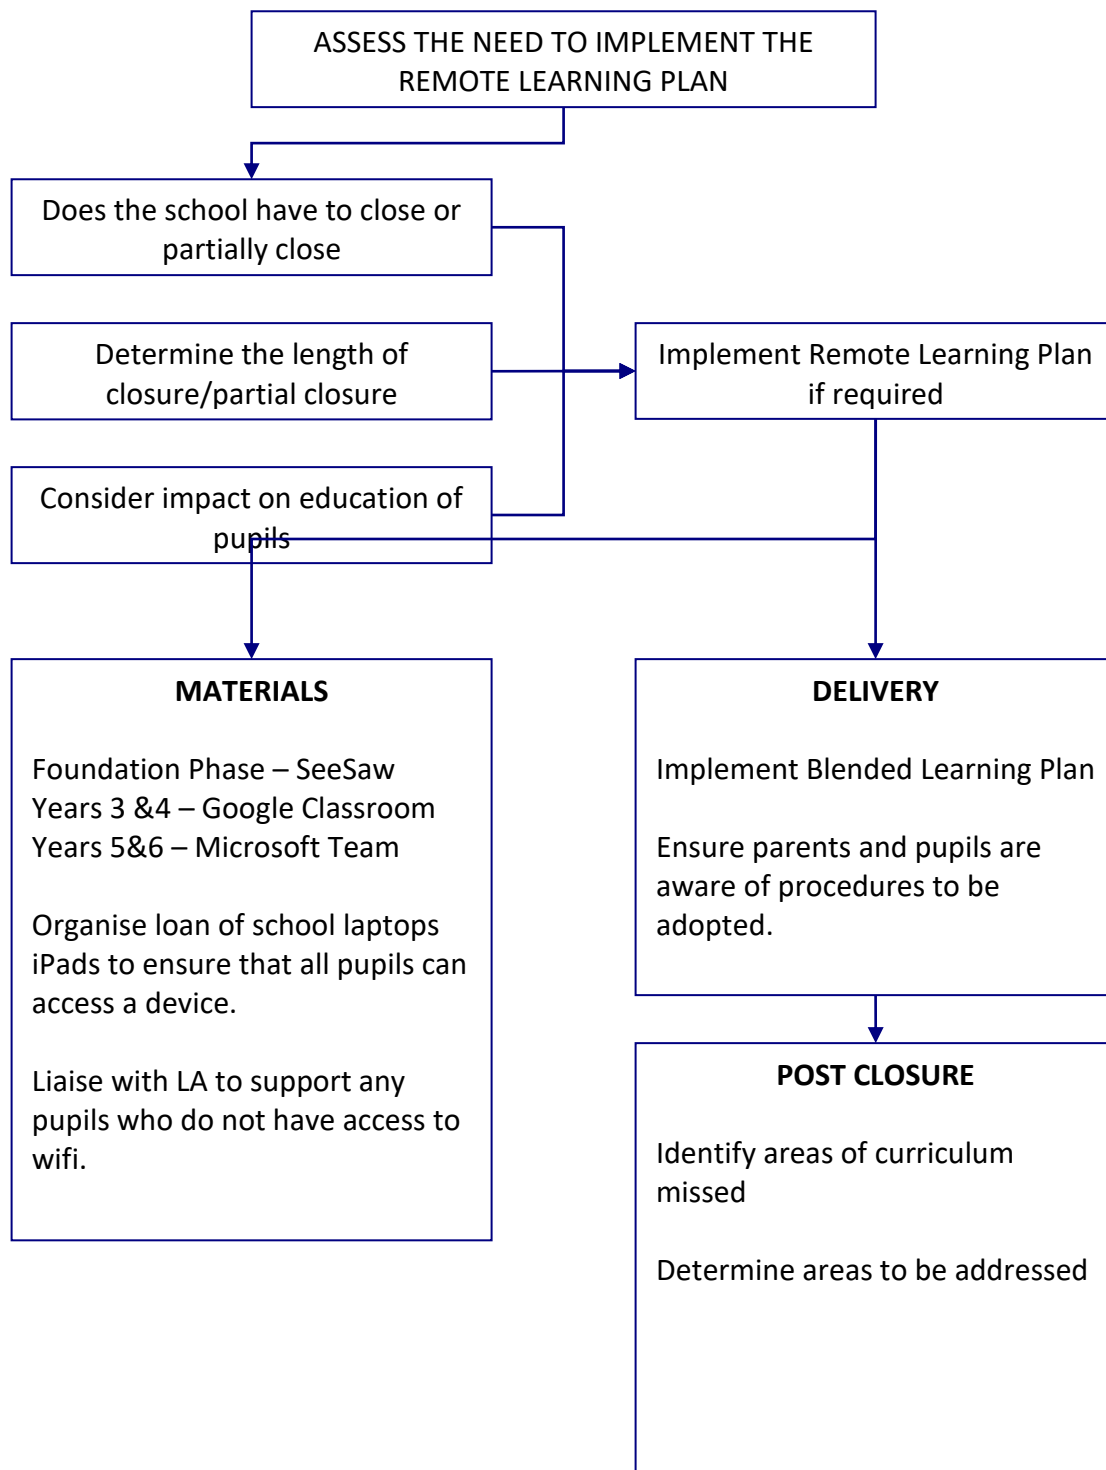 ASSESS THE NEED TO IMPLEMENT THE
REMOTE LEARNING PLAN
Does the school have to close or
partially close
Determine the length of
closure/partial closure
Implement Remote Learning Plan
if required
Consider impact on education of
pupils
MATERIALS
Foundation Phase – SeeSaw
Years 3 &4 – Google Classroom
Years 5&6 – Microsoft Team
Organise loan of school laptops
iPads to ensure that all pupils can
access a device.
Liaise with LA to support any
pupils who do not have access to
wifi.
DELIVERY
Implement Blended Learning Plan
Ensure parents and pupils are
aware of procedures to be
adopted.
POST CLOSURE
Identify areas of curriculum
missed
Determine areas to be addressed